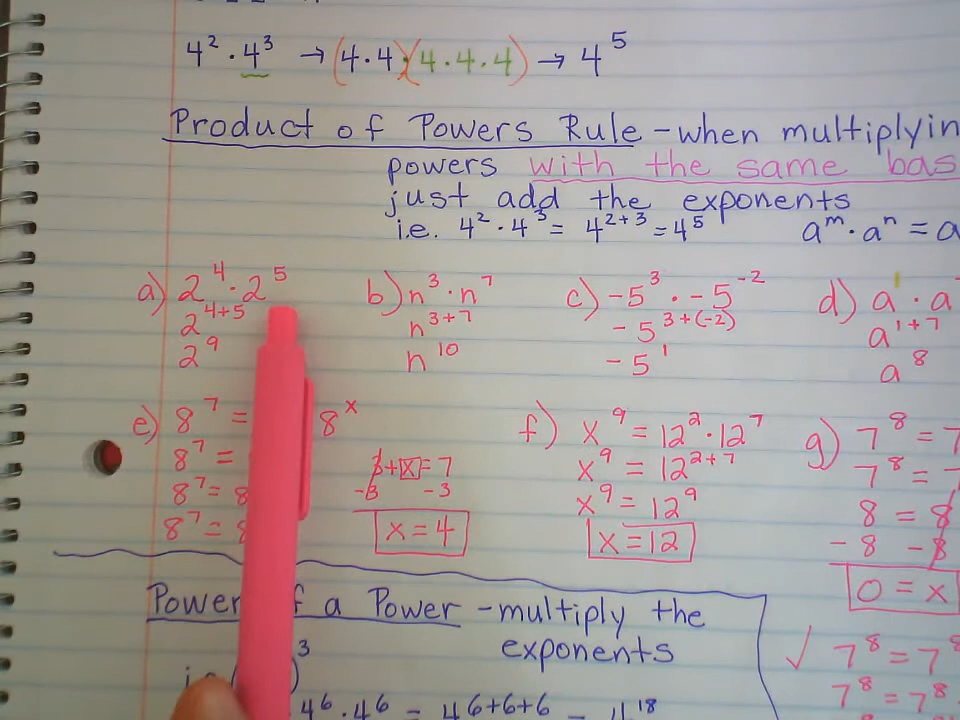 4² · 4³ → (4·4)·(4·4·4) → 4⁵
Product of Powers Rule - when multiplyin
powers with the same bas
just add the exponents
i.e. 4² · 4³ = 4²⁺³ = 4⁵ aᵐ · aⁿ = a
a) 2⁴ · 2⁵ b) n³ · n⁷ c) -5³ · -5⁻² d) a¹ · a
2⁴⁺⁵ n³⁺⁷ -5³⁺⁽⁻²⁾ a¹⁺⁷
2⁹ n¹⁰ -5¹ a⁸
e) 8⁷ = 8ˣ f) x⁹ = 12² · 12⁷ g) 7⁸ = 7
8⁷ = 3+x = 7 x⁹ = 12²⁺⁷ 7⁸ = 7
8⁷ = 8 -3 -3 x⁹ = 12⁹ 8 = 8
8⁷ = 8 x = 4 x = 12 -8 -8
0 = x
Power of a Power - multiply the
exponents
✓ 7⁸ = 7⁸
)³
4⁶ · 4⁶ = 4⁶⁺⁶⁺⁶ = 4¹⁸ 7⁸ = 7⁸